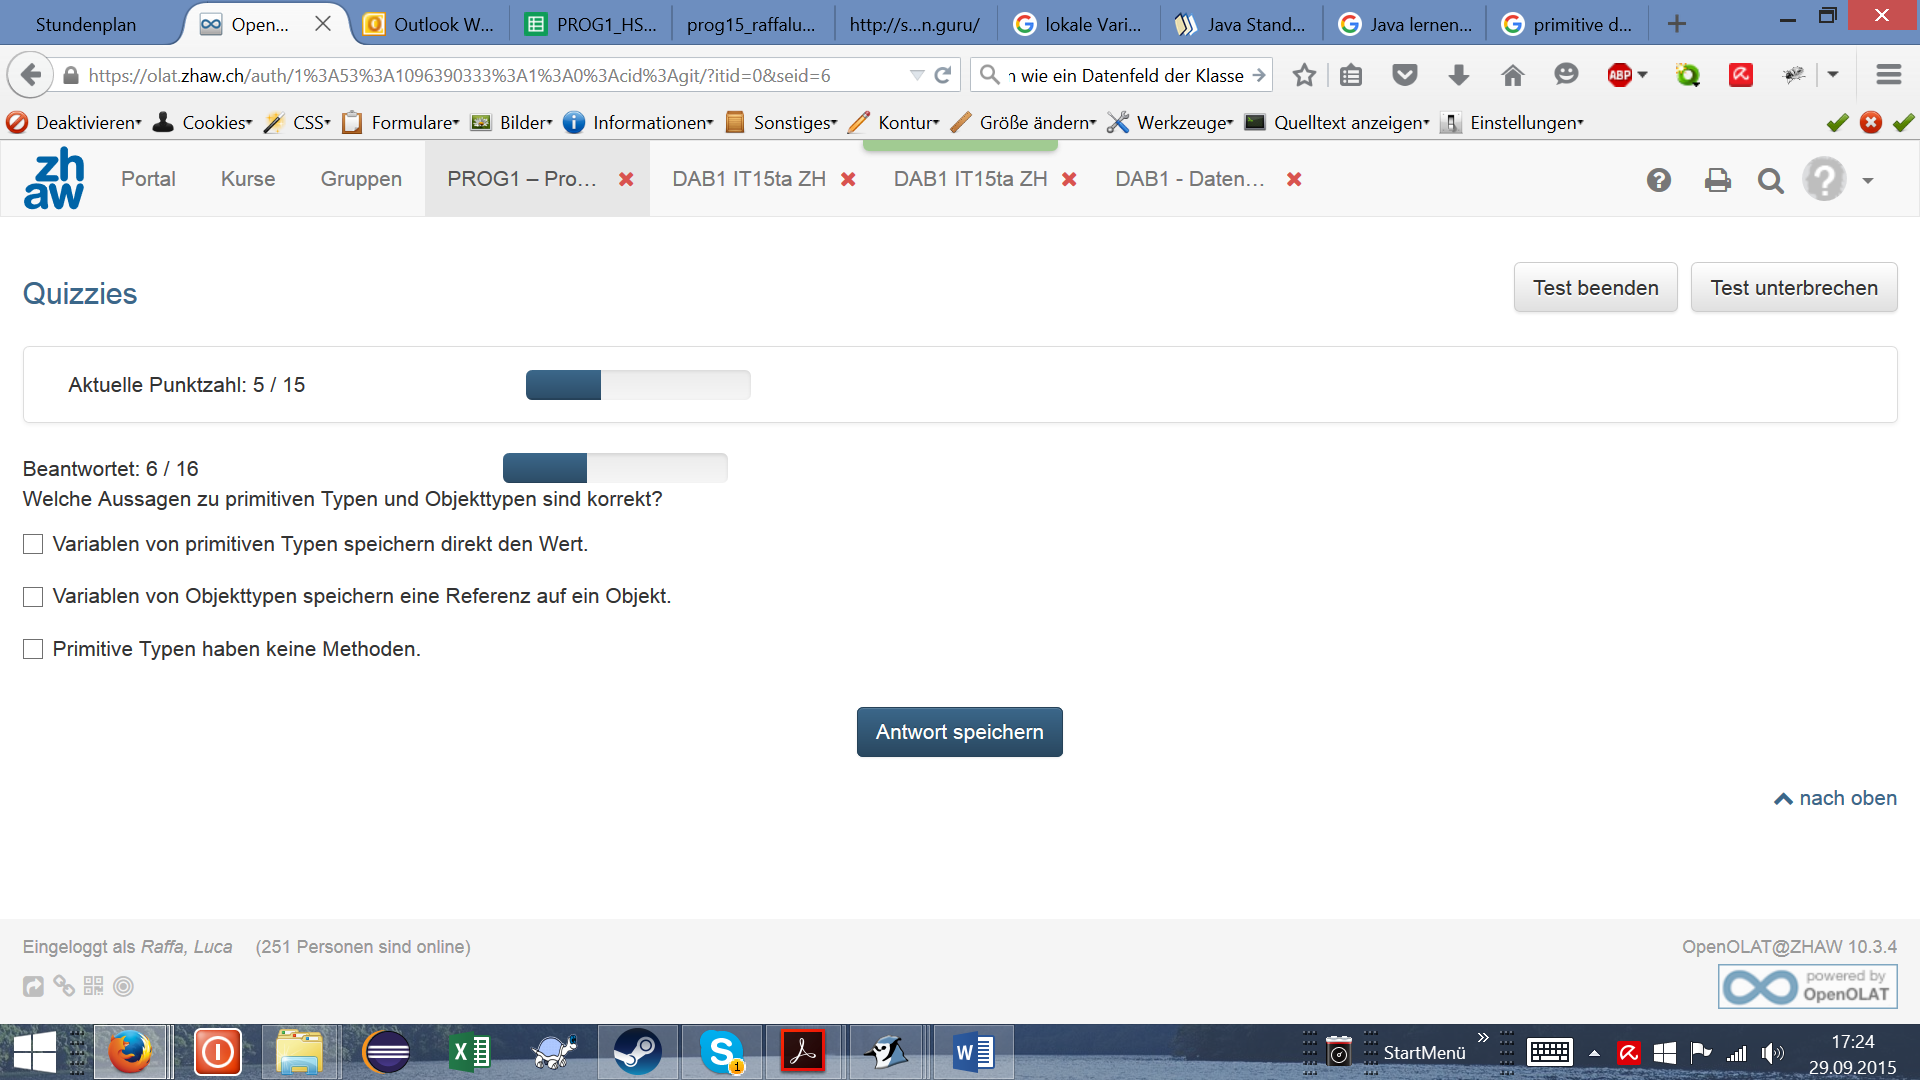 Stundenplan
Open...
Outlook W...
PROG1_HS...
prog15_raffalu...
http://s...n.guru/
lokale Vari...
Java Stand...
Java lernen...
primitive d...
https://olat.zhaw.ch/auth/1%3A53%3A1096390333%3A1%3A0%3Acid%3Agit/?itid=0&seid=6
wie ein Datenfeld der Klasse
ABP
Deaktivieren
Cookies
CSS
Formulare
Bilder
Informationen
Sonstiges
Kontur
Größe ändern
Werkzeuge
Quelltext anzeigen
Einstellungen
zh
aw
Portal
Kurse
Gruppen
PROG1 – Pro...
DAB1 IT15ta ZH
DAB1 IT15ta ZH
DAB1 - Daten...
Quizzies
Test beenden
Test unterbrechen
Aktuelle Punktzahl: 5 / 15
Beantwortet: 6 / 16
Welche Aussagen zu primitiven Typen und Objekttypen sind korrekt?
Variablen von primitiven Typen speichern direkt den Wert.
Variablen von Objekttypen speichern eine Referenz auf ein Objekt.
Primitive Typen haben keine Methoden.
Antwort speichern
nach oben
Eingeloggt als Raffa, Luca (251 Personen sind online)
OpenOLAT@ZHAW 10.3.4
powered by
OpenOLAT
StartMenü
17:24
29.09.2015